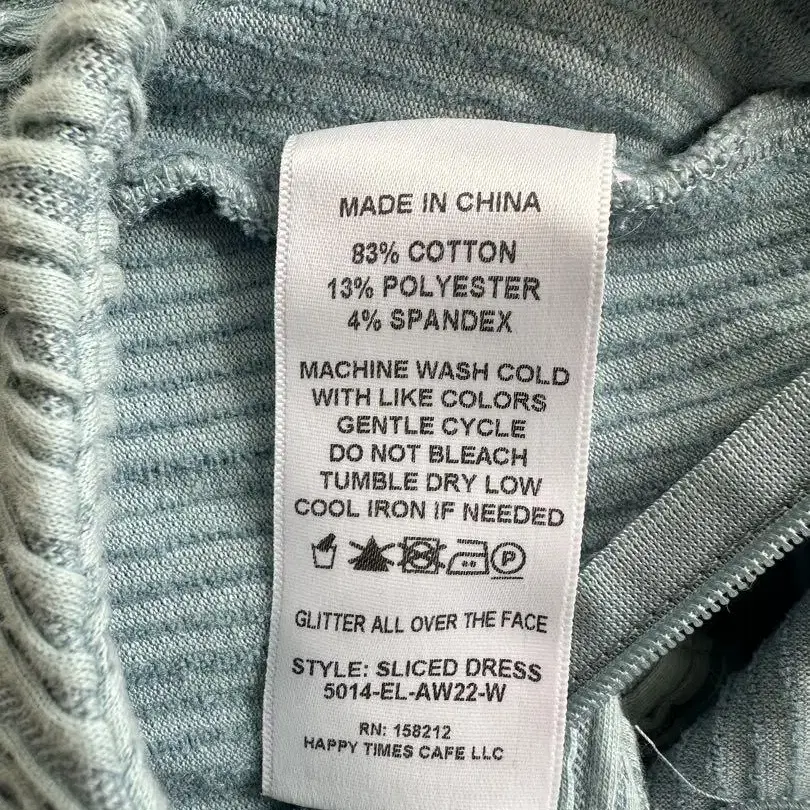 MADE IN CHINA
83% COTTON
13% POLYESTER
4% SPANDEX
MACHINE WASH COLD
WITH LIKE COLORS
GENTLE CYCLE
DO NOT BLEACH
TUMBLE DRY LOW
COOL IRON IF NEEDED
P
GLITTER ALL OVER THE FACE
STYLE: SLICED DRESS
5014-EL-AW22-W
RN: 158212
HAPPY TIMES CAFE LLC